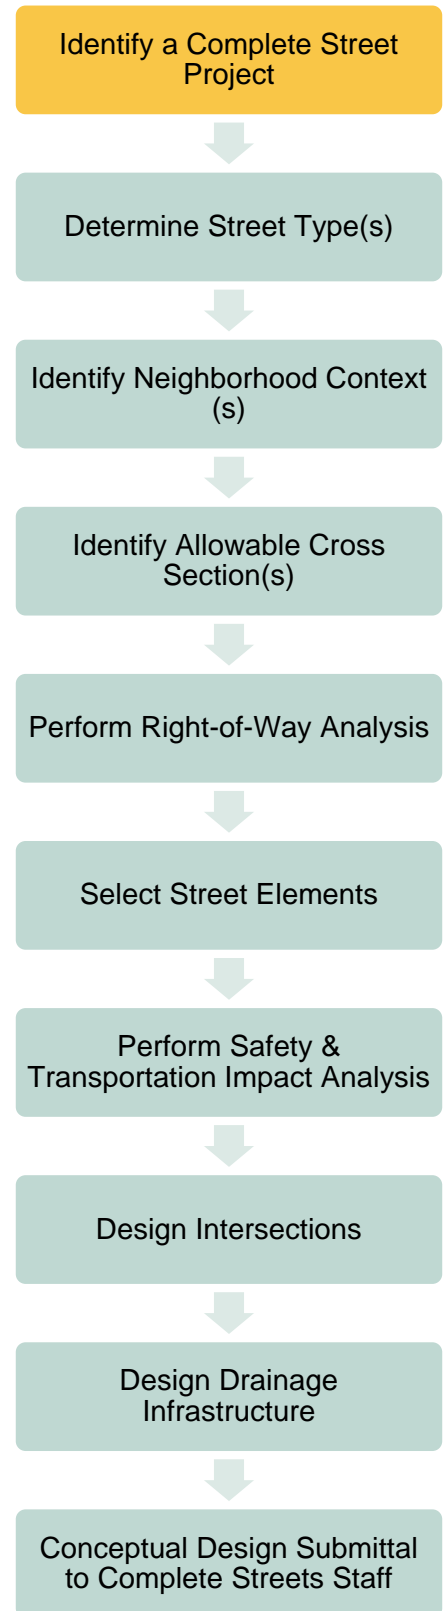 Identify a Complete Street
Project
Determine Street Type(s)
Identify Neighborhood Context
(s)
Identify Allowable Cross
Section(s)
Perform Right-of-Way Analysis
Select Street Elements
Perform Safety &
Transportation Impact Analysis
Design Intersections
Design Drainage
Infrastructure
Conceptual Design Submittal
to Complete Streets Staff